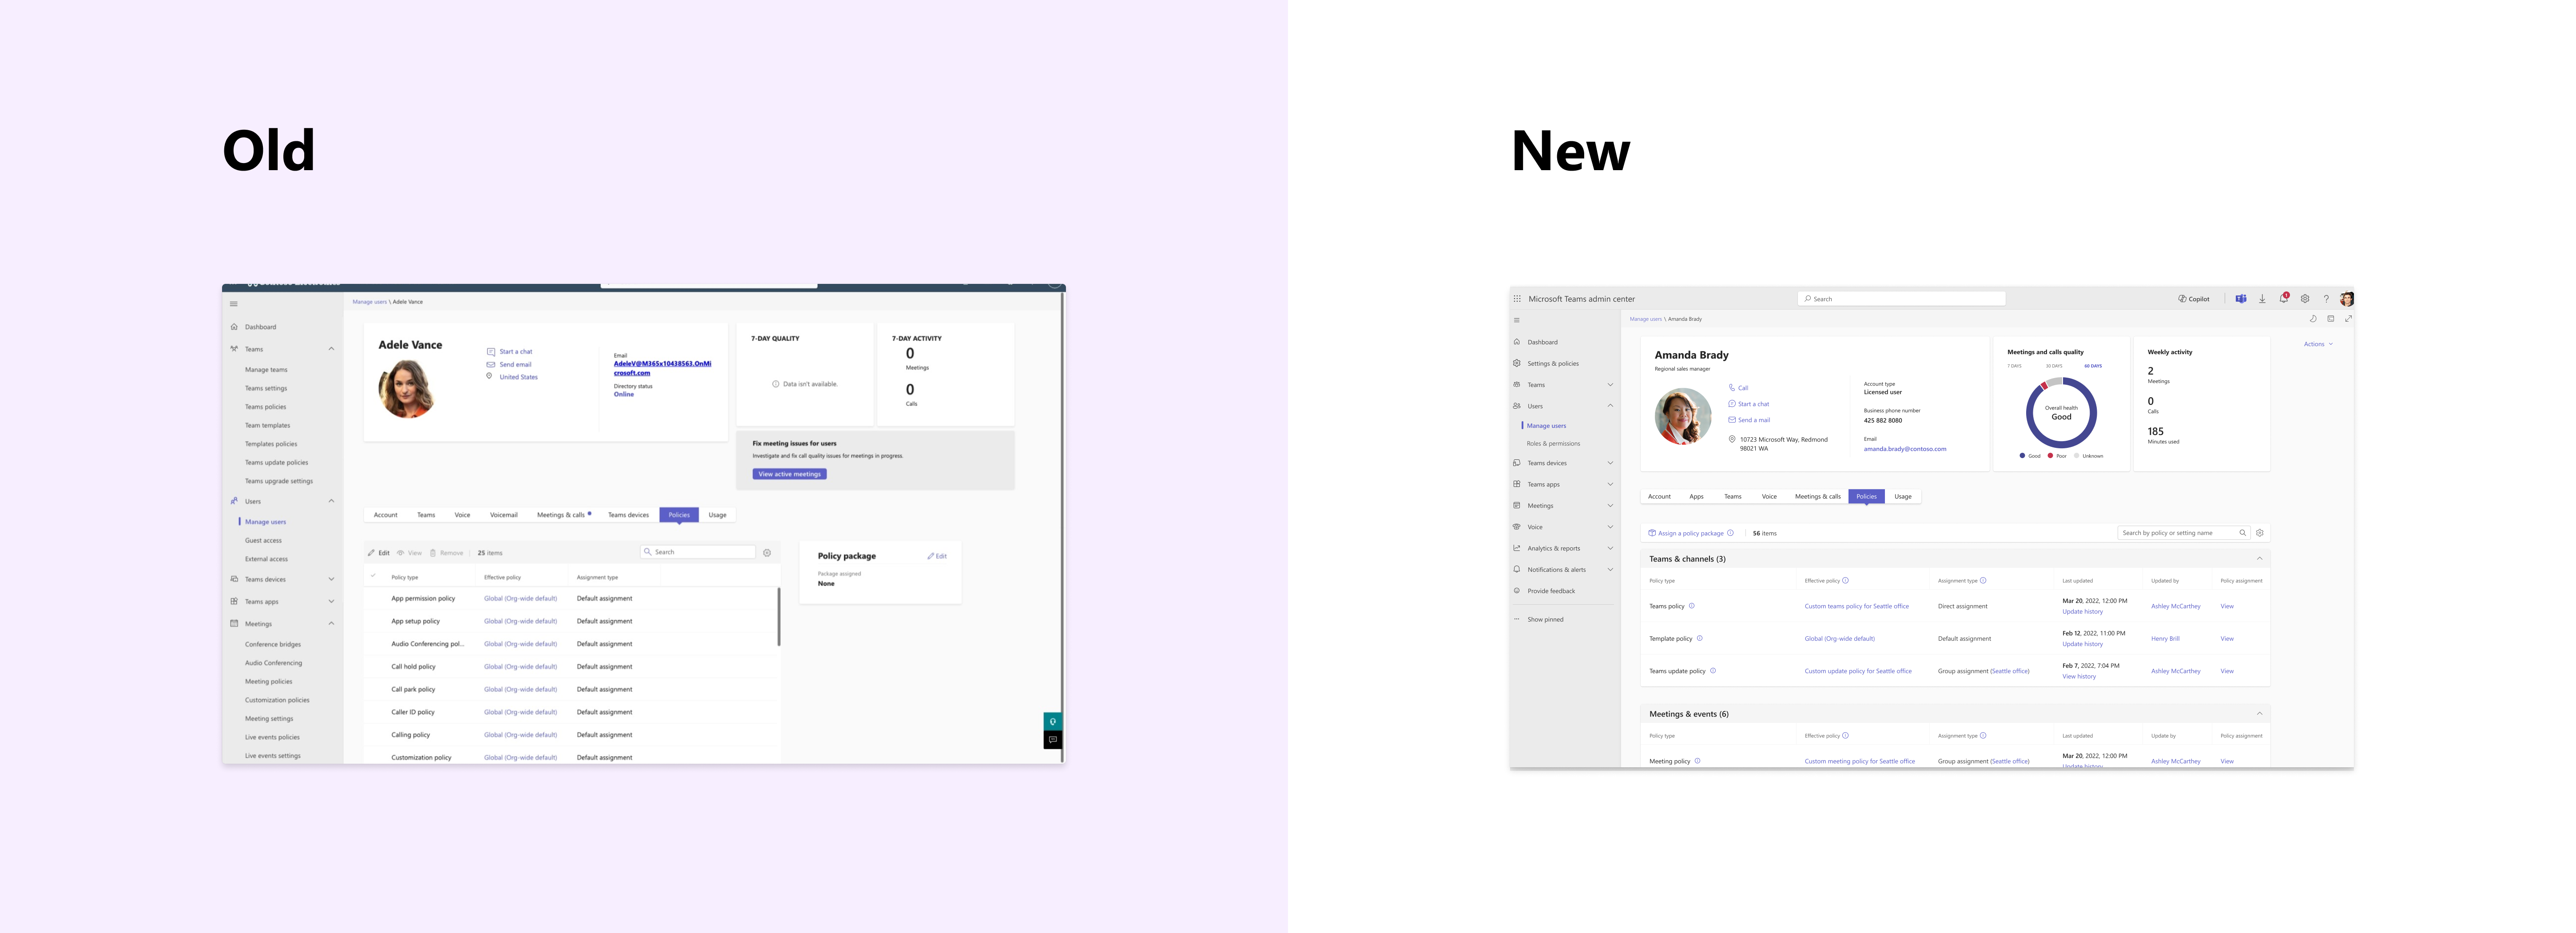 Old
Manage users \ Adele Vance
Dashboard
Teams
Manage teams
Teams settings
Teams policies
Team templates
Templates policies
Teams update policies
Teams upgrade settings
Users
Manage users
Guest access
External access
Teams devices
Teams apps
Meetings
Conference bridges
Audio Conferencing
Meeting policies
Customization policies
Meeting settings
Live events policies
Live events settings
Adele Vance
Start a chat
Send email
United States
Email
AdeleV@M365x10438563.OnMi
crosoft.com
Directory status
Online
7-DAY QUALITY
Data isn't available.
7-DAY ACTIVITY
0
Meetings
0
Calls
Fix meeting issues for users
Investigate and fix call quality issues for meetings in progress.
View active meetings
Account Teams Voice Voicemail Meetings & calls Teams devices Policies Usage
Edit View Remove 25 items Search
Policy type Effective policy Assignment type
App permission policy Global (Org-wide default) Default assignment
App setup policy Global (Org-wide default) Default assignment
Audio Conferencing pol... Global (Org-wide default) Default assignment
Call hold policy Global (Org-wide default) Default assignment
Call park policy Global (Org-wide default) Default assignment
Caller ID policy Global (Org-wide default) Default assignment
Calling policy Global (Org-wide default) Default assignment
Customization policy Global (Org-wide default) Default assignment
Policy package Edit
Package assigned
None
New
Microsoft Teams admin center Search Copilot 1 ?
Manage users \ Amanda Brady
Dashboard
Settings & policies
Teams
Users
Manage users
Roles & permissions
Teams devices
Teams apps
Meetings
Voice
Analytics & reports
Notifications & alerts
Provide feedback
Show pinned
Actions
Amanda Brady
Regional sales manager
Call
Start a chat
Send a mail
10723 Microsoft Way, Redmond
98021 WA
Account type
Licensed user
Business phone number
425 882 8080
Email
amanda.brady@contoso.com
Meetings and calls quality
7 DAYS 30 DAYS 60 DAYS
Overall health
Good
Good Poor Unknown
Weekly activity
2
Meetings
0
Calls
185
Minutes used
Account Apps Teams Voice Meetings & calls Policies Usage
Assign a policy package 56 items Search by policy or setting name
Teams & channels (3)
Policy type Effective policy Assignment type Last updated Updated by Policy assignment
Teams policy Custom teams policy for Seattle office Direct assignment Mar 20, 2022, 12:00 PM Ashley McCarthey View
Update history
Template policy Global (Org-wide default) Default assignment Feb 12, 2022, 11:00 PM Henry Brill View
Update history
Teams update policy Custom update policy for Seattle office Group assignment (Seattle office) Feb 7, 2022, 7:04 PM Ashley McCarthey View
View history
Meetings & events (6)
Policy type Effective policy Assignment type Last updated Update by Policy assignment
Meeting policy Custom meeting policy for Seattle office Group assignment (Seattle office) Mar 20, 2022, 12:00 PM Ashley McCarthey View
Update history